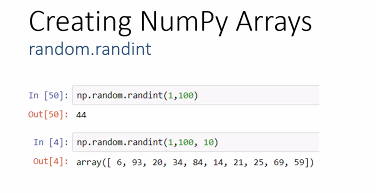 Creating NumPy Arrays
random.randint
In [50]: np.random.randint(1,100)
Out[50]: 44
In [4]: np.random.randint(1,100, 10)
Out[4]: array([ 6, 93, 20, 34, 84, 14, 21, 25, 69, 59])